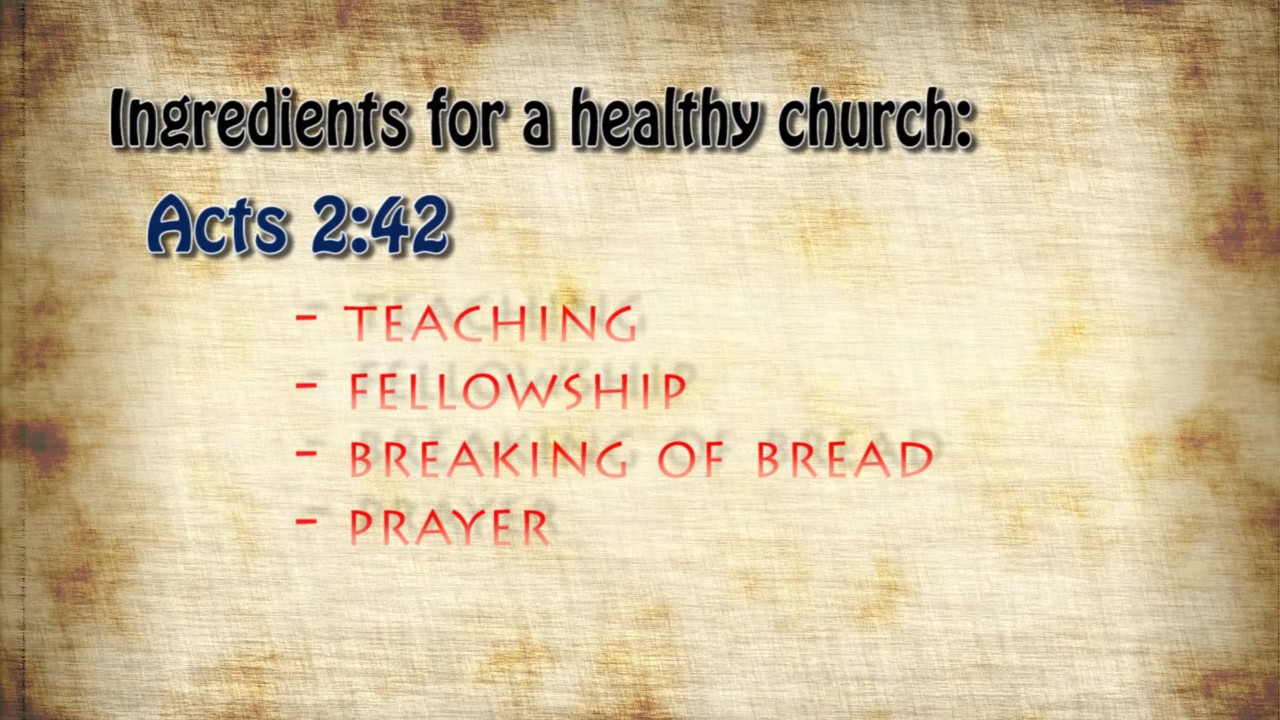 Ingredients for a healthy church:
Acts 2:42
- TEACHING
- FELLOWSHIP
- BREAKING OF BREAD
- PRAYER